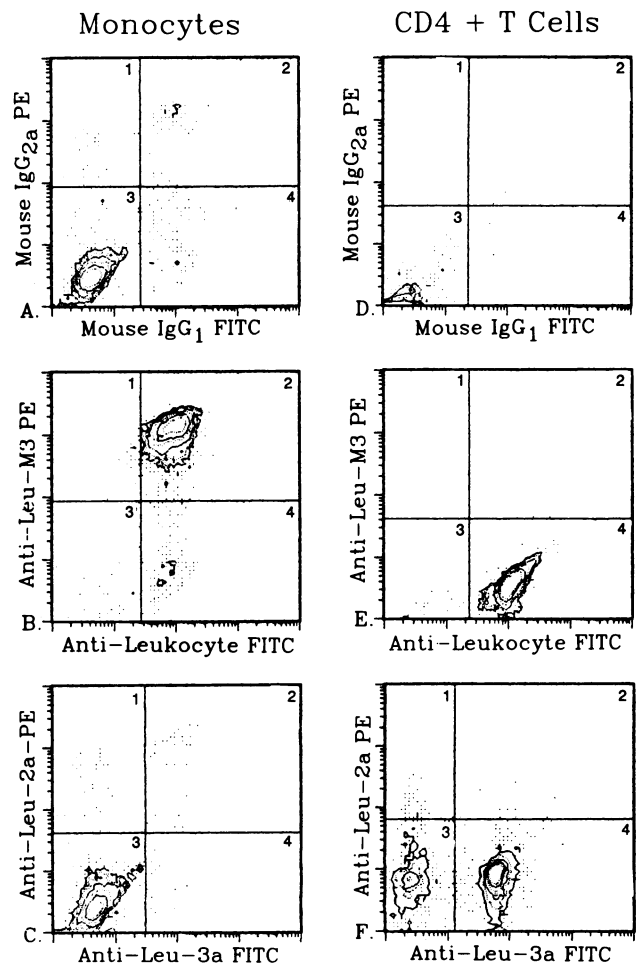 Monocytes
CD4 + T Cells
Mouse IgG2a PE
1
2
3
4
A.
Mouse IgG1 FITC
Mouse IgG2a PE
1
2
3
4
D.
Mouse IgG1 FITC
Anti-Leu-M3 PE
1
2
3
4
B.
Anti-Leukocyte FITC
Anti-Leu-M3 PE
1
2
3
4
E.
Anti-Leukocyte FITC
Anti-Leu-2a-PE
1
2
3
4
C.
Anti-Leu-3a FITC
Anti-Leu-2a PE
1
2
3
4
F.
Anti-Leu-3a FITC